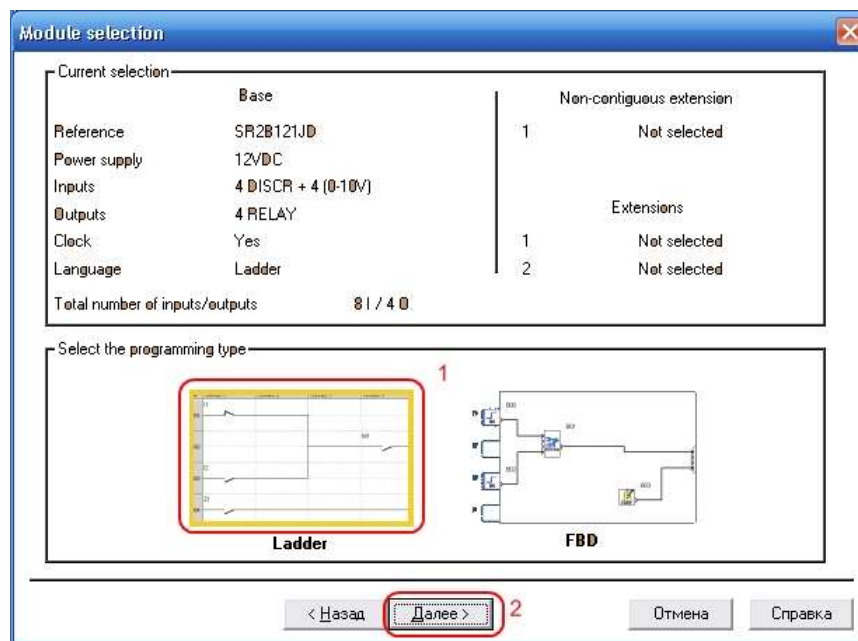 Module selection
Current selection
Base
Non-contiguous extension
Reference SR2B121JD 1 Not selected
Power supply 12VDC
Inputs 4 DISCR + 4 (0-10V)
Outputs 4 RELAY Extensions
Clock Yes 1 Not selected
Language Ladder 2 Not selected
Total number of inputs/outputs 8 I / 4 O
Select the programming type
1
Ladder FBD
< Назад Далее > 2 Отмена Справка